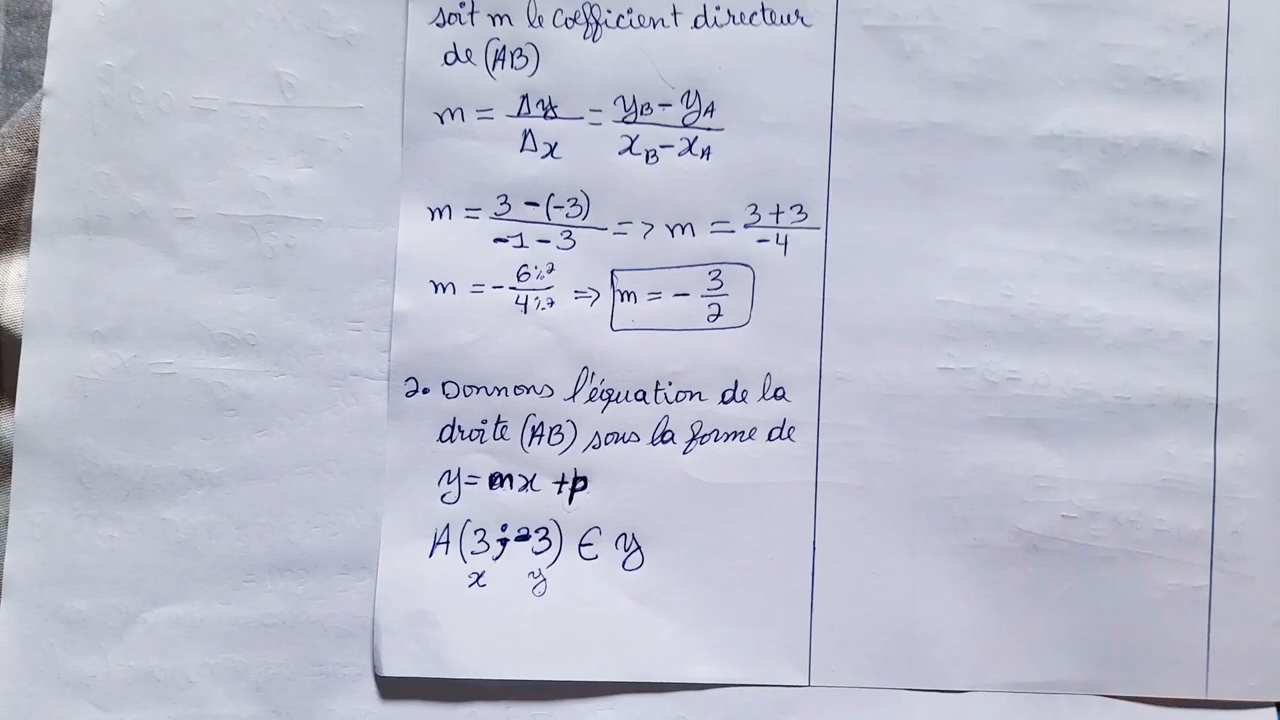 soit m le coefficient directeur
de (AB)
m = Δy/Δx = yB - yA / xB - xA
m = 3 - (-3) / -1 - 3 => m = 3 + 3 / -4
m = - 6÷2 / 4÷2 => m = - 3/2
2. Donnons l'équation de la
droite (AB) sous la forme de
y = mx + p
A(3; -3) ∈ y
x y